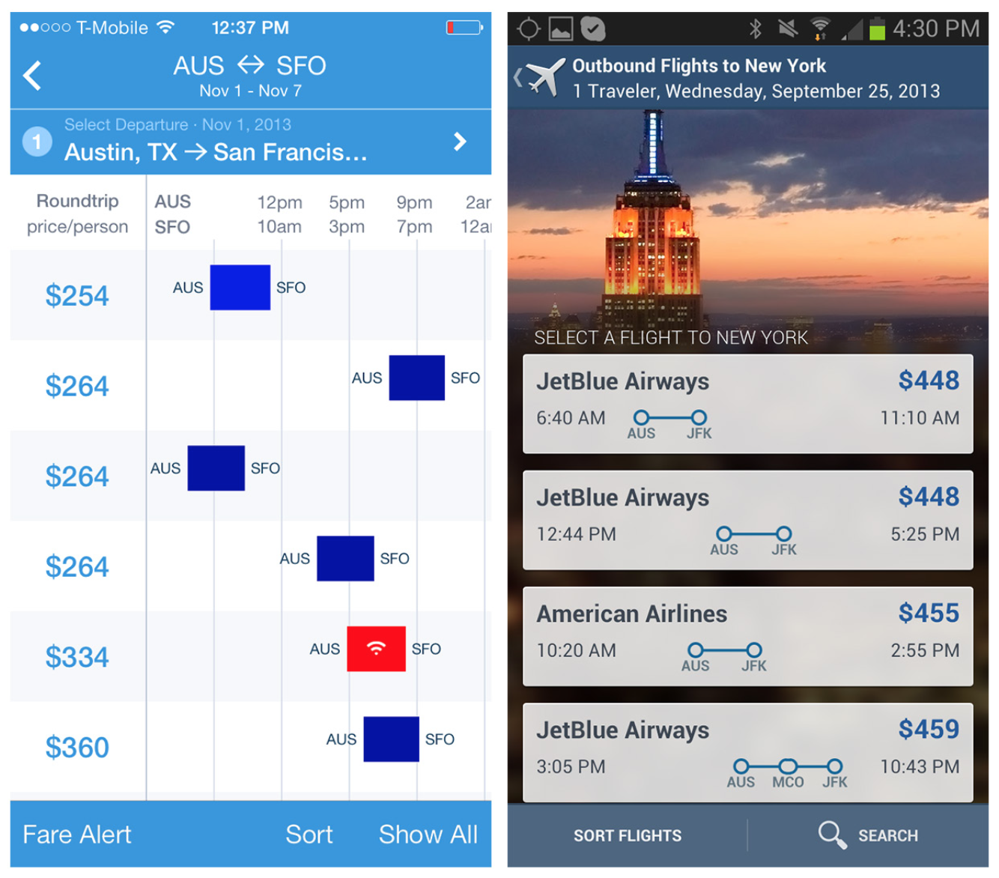 T-Mobile 12:37 PM
AUS ↔ SFO
Nov 1 - Nov 7
Select Departure · Nov 1, 2013
1 Austin, TX → San Francis...
Roundtrip AUS 12pm 5pm 9pm 2ar
price/person SFO 10am 3pm 7pm 12a
$254 AUS SFO
$264 AUS SFO
$264 AUS SFO
$264 AUS SFO
$334 AUS SFO
$360 AUS SFO
Fare Alert Sort Show All
4:30 PM
Outbound Flights to New York
1 Traveler, Wednesday, September 25, 2013
SELECT A FLIGHT TO NEW YORK
JetBlue Airways $448
6:40 AM AUS JFK 11:10 AM
JetBlue Airways $448
12:44 PM AUS JFK 5:25 PM
American Airlines $455
10:20 AM AUS JFK 2:55 PM
JetBlue Airways $459
3:05 PM AUS MCO JFK 10:43 PM
SORT FLIGHTS SEARCH